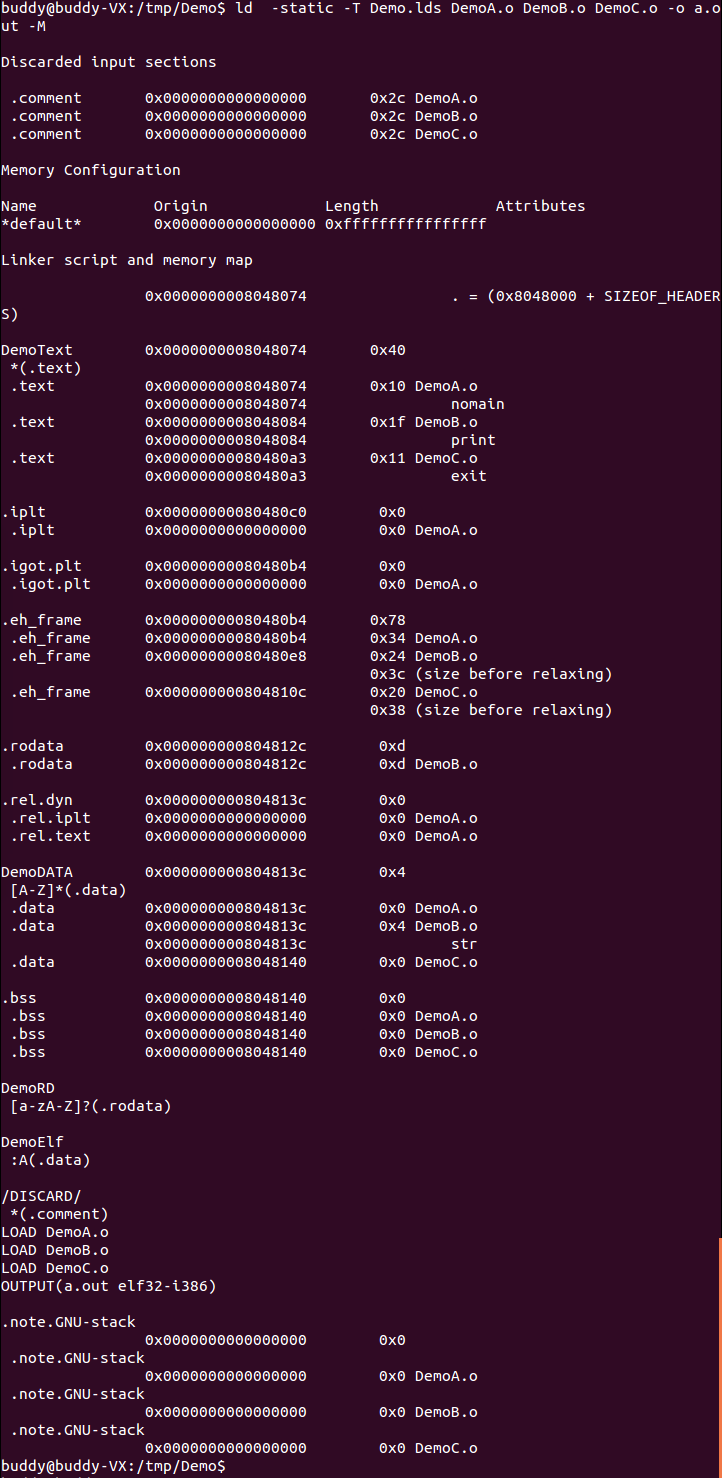 buddy@buddy-VX:/tmp/Demo$ ld  -static -T Demo.lds DemoA.o DemoB.o DemoC.o -o a.o
ut -M
Discarded input sections
 .comment       0x0000000000000000       0x2c DemoA.o
 .comment       0x0000000000000000       0x2c DemoB.o
 .comment       0x0000000000000000       0x2c DemoC.o
Memory Configuration
Name             Origin             Length             Attributes
*default*        0x0000000000000000 0xffffffffffffffff
Linker script and memory map
                0x0000000008048074                . = (0x8048000 + SIZEOF_HEADER
S)
DemoText        0x0000000008048074       0x40
 *(.text)
 .text          0x0000000008048074       0x10 DemoA.o
                0x0000000008048074                nomain
 .text          0x0000000008048084       0x1f DemoB.o
                0x0000000008048084                print
 .text          0x00000000080480a3       0x11 DemoC.o
                0x00000000080480a3                exit
.iplt           0x00000000080480c0        0x0
 .iplt          0x0000000000000000        0x0 DemoA.o
.igot.plt       0x00000000080480b4        0x0
 .igot.plt      0x0000000000000000        0x0 DemoA.o
.eh_frame       0x00000000080480b4       0x78
 .eh_frame      0x00000000080480b4       0x34 DemoA.o
 .eh_frame      0x00000000080480e8       0x24 DemoB.o
                                         0x3c (size before relaxing)
 .eh_frame      0x000000000804810c       0x20 DemoC.o
                                         0x38 (size before relaxing)
.rodata         0x000000000804812c        0xd
 .rodata        0x000000000804812c        0xd DemoB.o
.rel.dyn        0x000000000804813c        0x0
 .rel.iplt      0x0000000000000000        0x0 DemoA.o
 .rel.text      0x0000000000000000        0x0 DemoA.o
DemoDATA        0x000000000804813c        0x4
 [A-Z]*(.data)
 .data          0x000000000804813c        0x0 DemoA.o
 .data          0x000000000804813c        0x4 DemoB.o
                0x000000000804813c                str
 .data          0x0000000008048140        0x0 DemoC.o
.bss            0x0000000008048140        0x0
 .bss           0x0000000008048140        0x0 DemoA.o
 .bss           0x0000000008048140        0x0 DemoB.o
 .bss           0x0000000008048140        0x0 DemoC.o
DemoRD
 [a-zA-Z]?(.rodata)
DemoElf
 :A(.data)
/DISCARD/
 *(.comment)
LOAD DemoA.o
LOAD DemoB.o
LOAD DemoC.o
OUTPUT(a.out elf32-i386)
.note.GNU-stack
                0x0000000000000000        0x0
 .note.GNU-stack
                0x0000000000000000        0x0 DemoA.o
 .note.GNU-stack
                0x0000000000000000        0x0 DemoB.o
 .note.GNU-stack
                0x0000000000000000        0x0 DemoC.o
buddy@buddy-VX:/tmp/Demo$